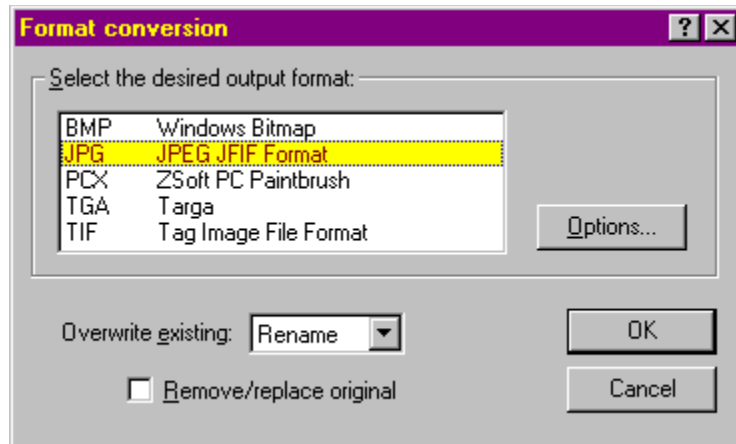 Format conversion
Select the desired output format:
BMP Windows Bitmap
JPG JPEG JFIF Format
PCX ZSoft PC Paintbrush
TGA Targa
TIF Tag Image File Format
Options...
Overwrite existing: Rename
OK
Remove/replace original
Cancel